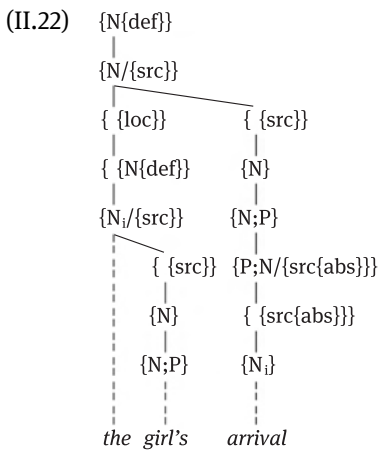 (II.22) {N{def}}
{N/{src}}
{ {loc}} { {src}}
{ {N{def}} {N}
{Nᵢ/{src}} {N;P}
{ {src}} {P;N/{src{abs}}}
{N} { {src{abs}}}
{N;P} {Nᵢ}
the girl's arrival